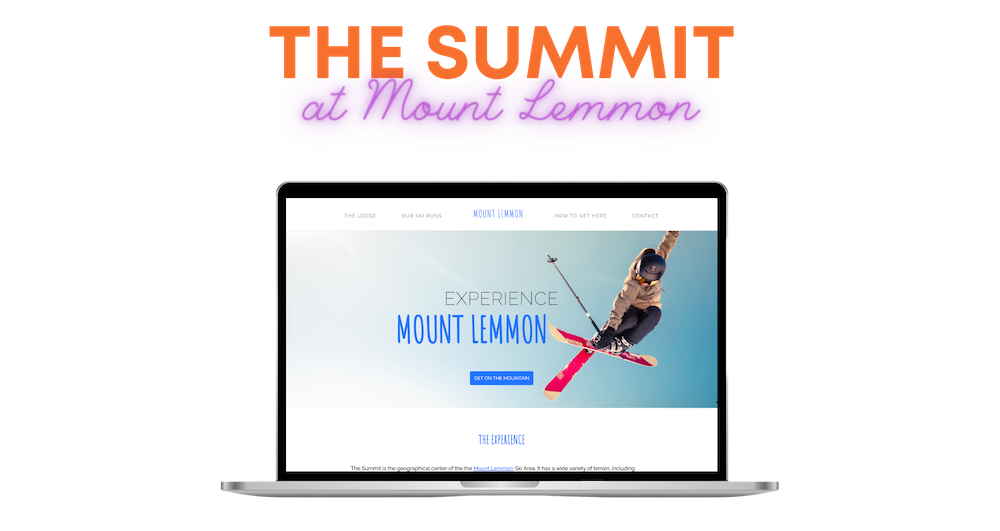 THE SUMMIT
at Mount Lemmon
THE LODGE OUR SKI RUNS MOUNT LEMMON HOW TO GET HERE CONTACT
EXPERIENCE
MOUNT LEMMON
GET ON THE MOUNTAIN
THE EXPERIENCE
The Summit is the geographical center of the the Mount Lemmon Ski Area. It has a wide variety of terrain, including